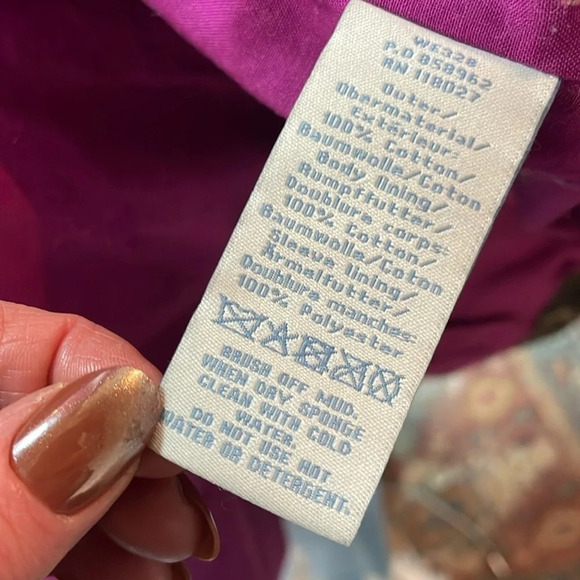 WE328
P.O 858962
RN 118027
Outer/
Obermaterial/
Extérieur:
100% Cotton/
Baumwolle/Coton
Body lining/
Rumpffutter/
Doublure corps:
100% Cotton/
Baumwolle/Coton
Sleeve lining/
Armalfutter/
Doublure manches:
100% Polyester
BRUSH OFF MUD.
WHEN DRY SPONGE
CLEAN WITH COLD
WATER.
DO NOT USE HOT
WATER OR DETERGENT.